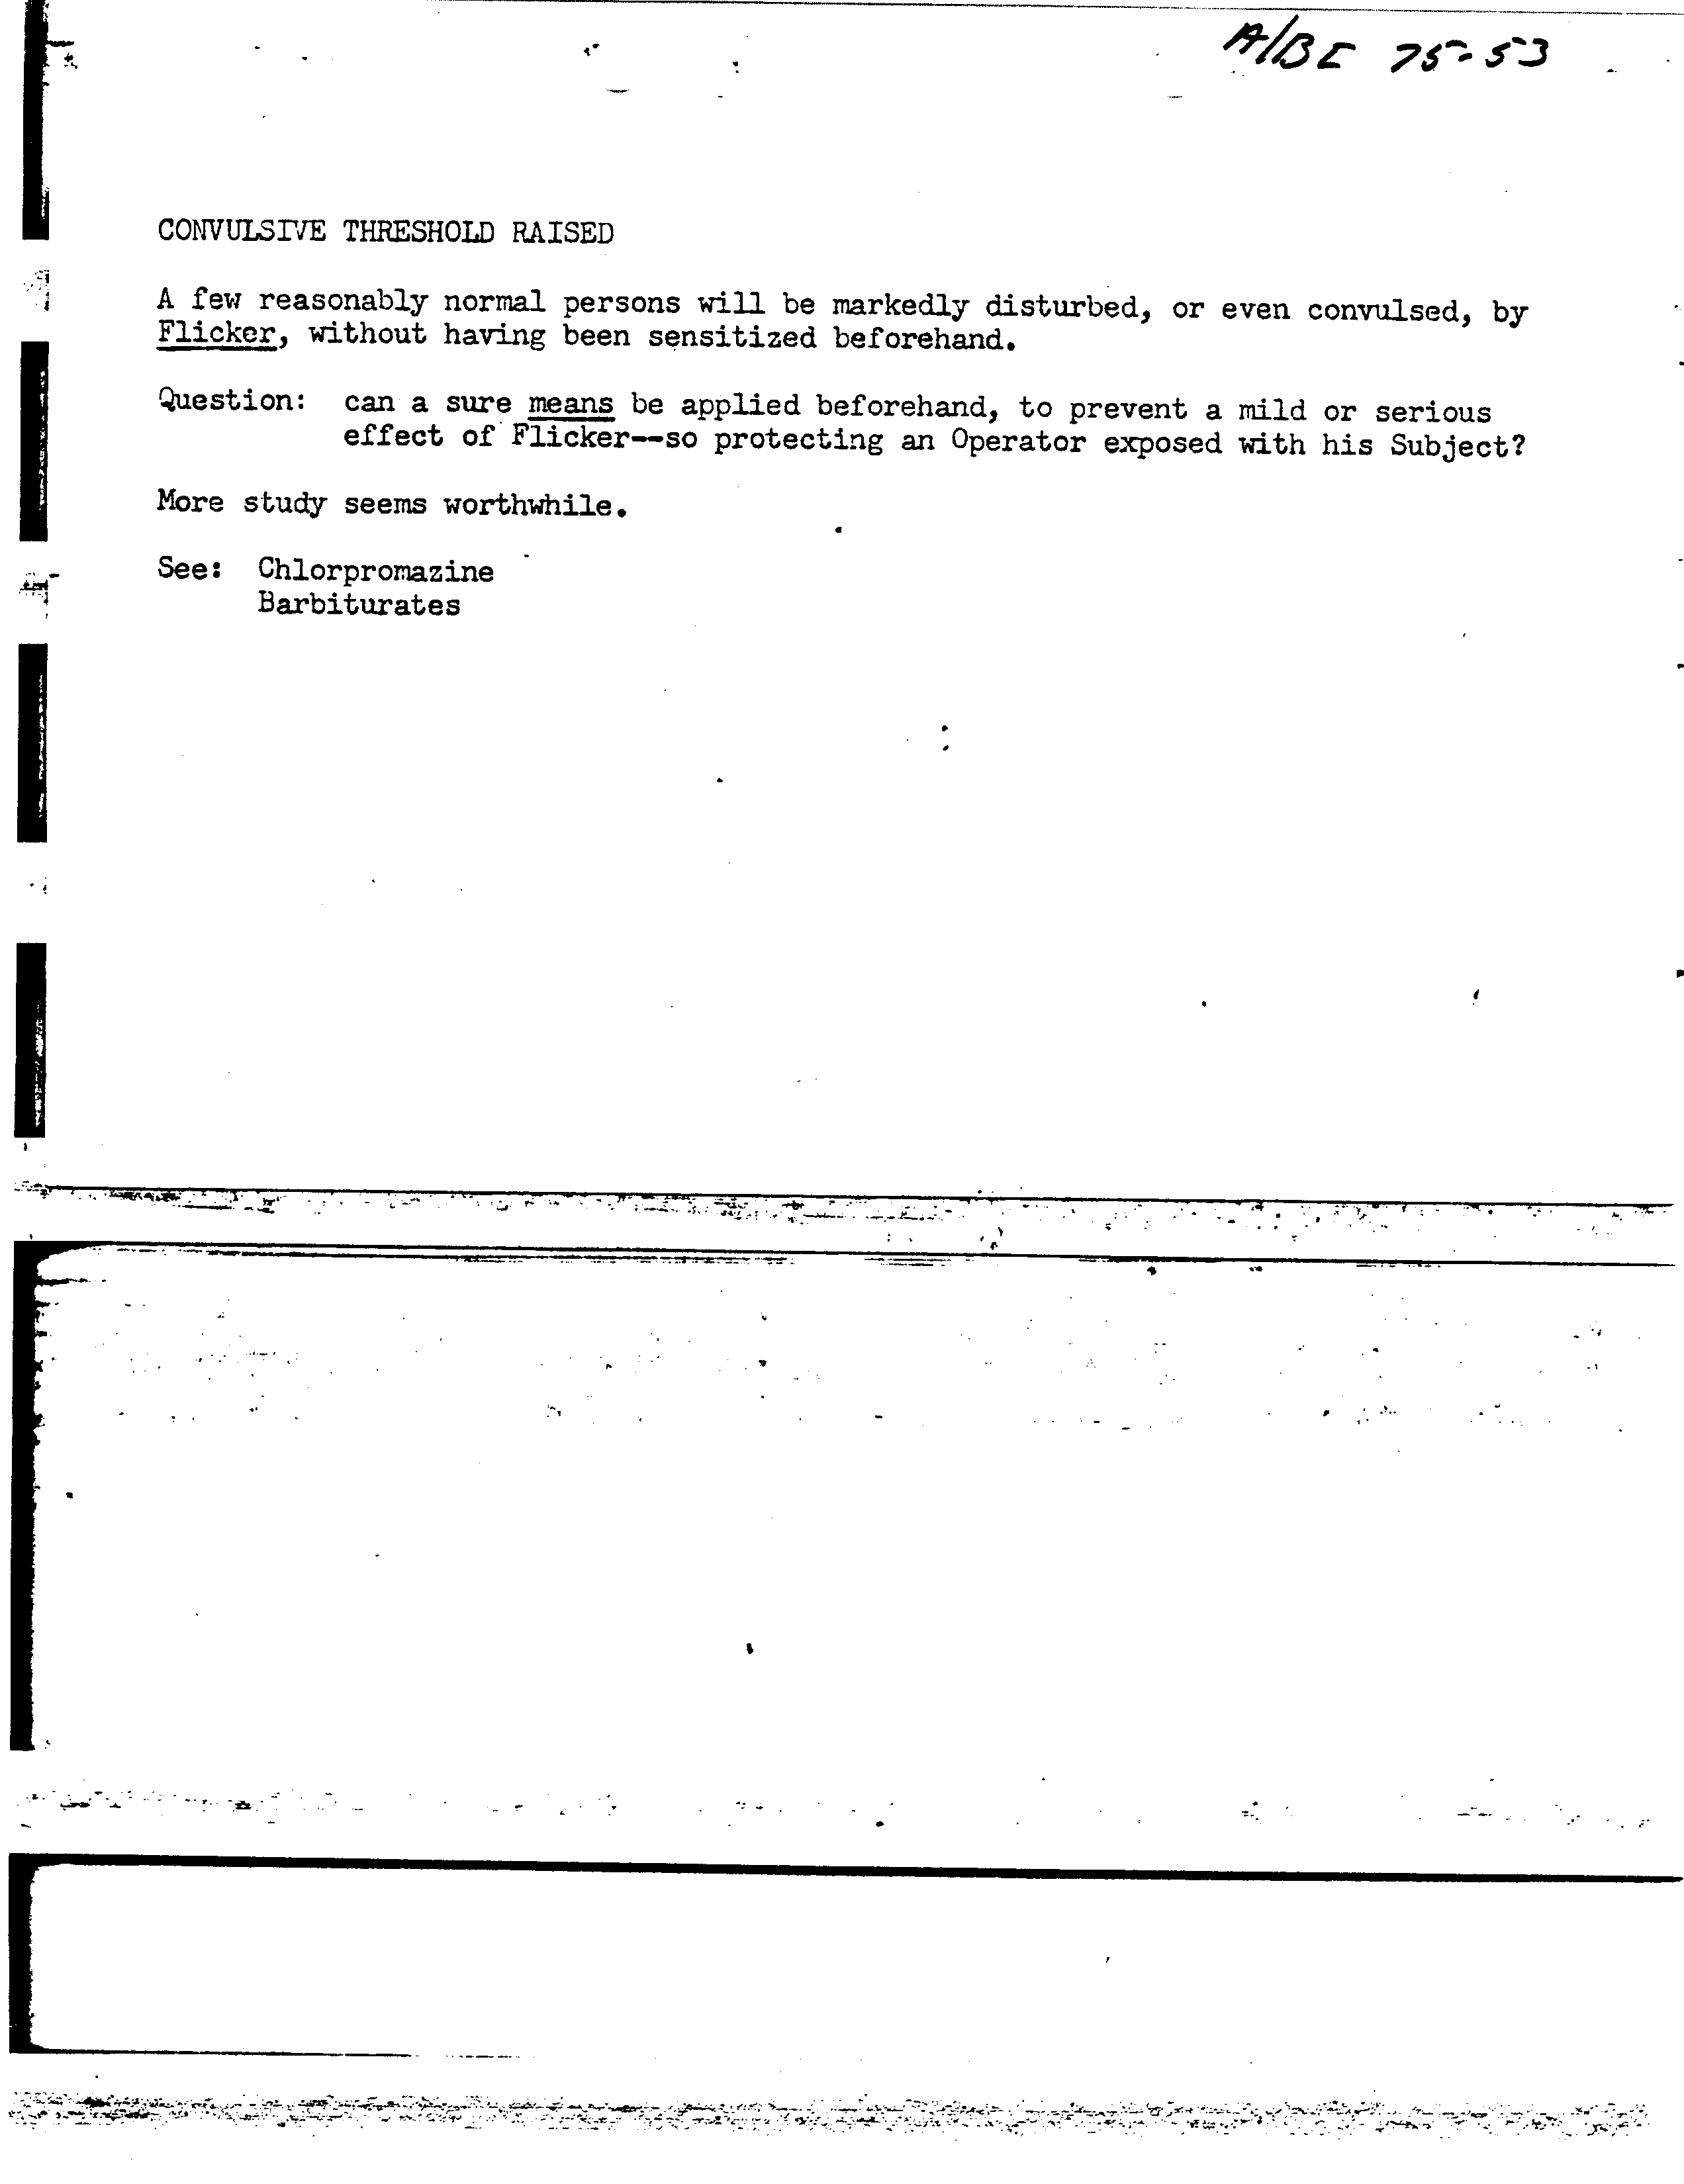 A/BE 75-53
CONVULSIVE THRESHOLD RAISED
A few reasonably normal persons will be markedly disturbed, or even convulsed, by
Flicker, without having been sensitized beforehand.
Question: can a sure means be applied beforehand, to prevent a mild or serious
effect of Flicker--so protecting an Operator exposed with his Subject?
More study seems worthwhile.
See: Chlorpromazine
Barbiturates